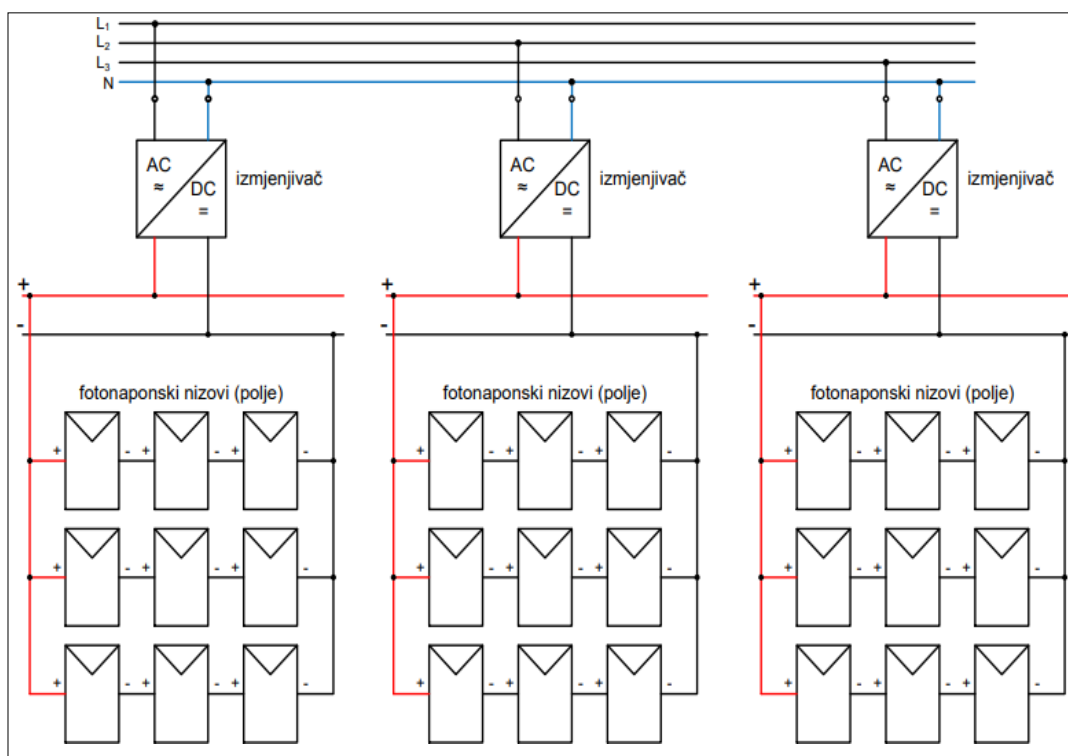 L₁
L₂
L₃
N
AC
≈
DC
=
izmjenjivač
AC
≈
DC
=
izmjenjivač
AC
≈
DC
=
izmjenjivač
+ + +
- - -
fotonaponski nizovi (polje) fotonaponski nizovi (polje) fotonaponski nizovi (polje)
+ - + - + - + - + - + - + - + - + -
+ - + - + - + - + - + - + - + - + -
+ - + - + - + - + - + - + - + - + -